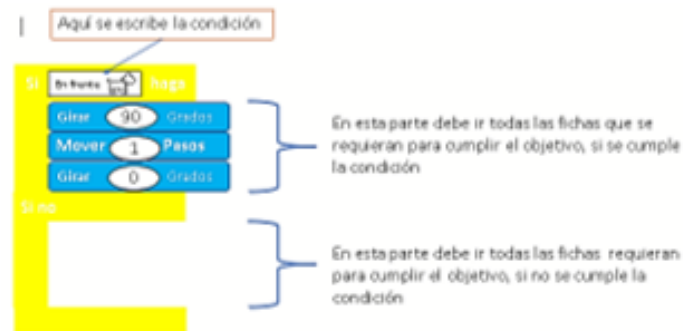 Aquí se escribe la condición
Si En frente haga
Girar 90 Grados
Mover 1 Pasos
Girar 0 Grados
Si no
En esta parte debe ir todas las fichas que se
requieran para cumplir el objetivo, si se cumple
la condición
En esta parte debe ir todas las fichas requieran
para cumplir el objetivo, si no se cumple la
condición